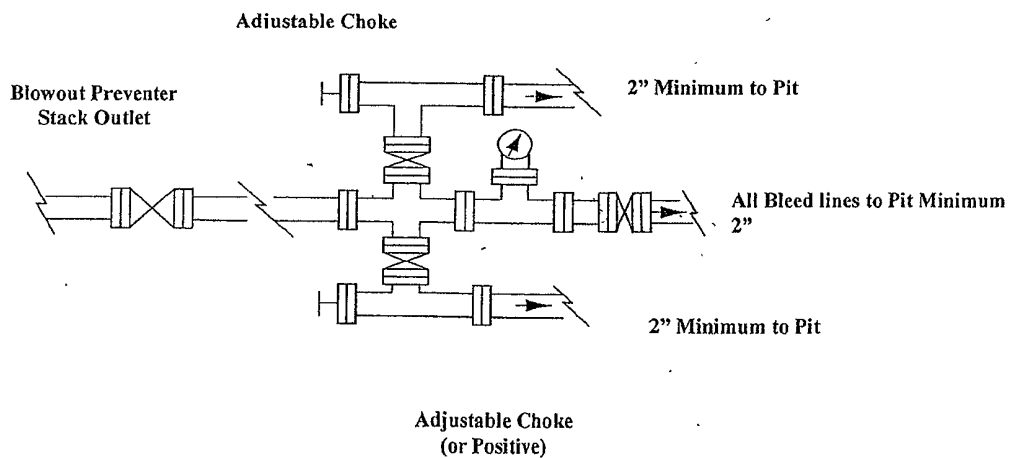 Adjustable Choke
Blowout Preventer
Stack Outlet
2” Minimum to Pit
All Bleed lines to Pit Minimum
2”
2” Minimum to Pit
Adjustable Choke
(or Positive)